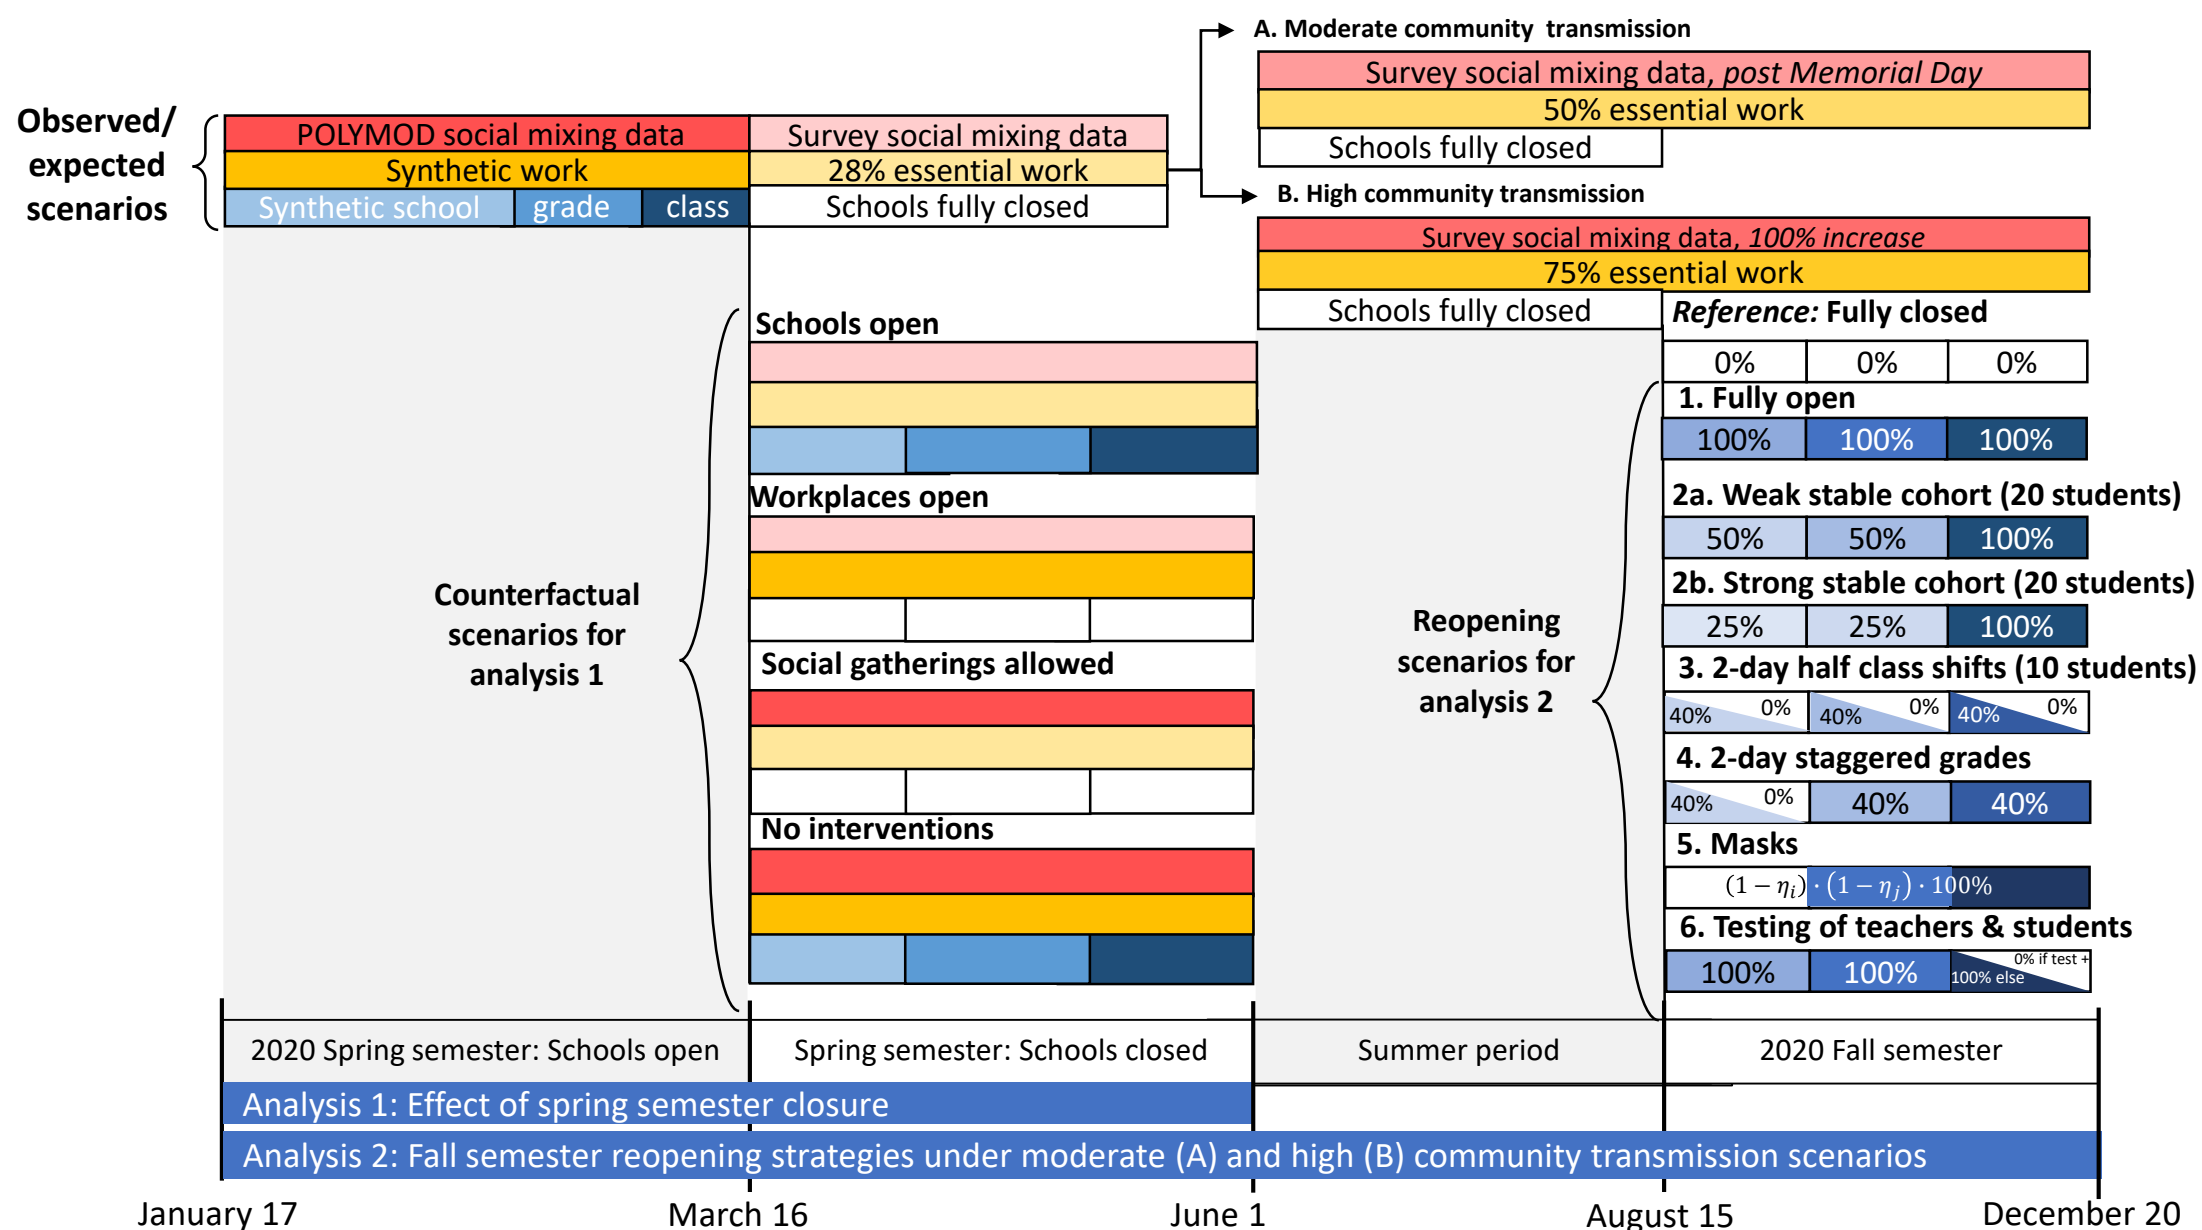 A. Moderate community transmission
Survey social mixing data, post Memorial Day
50% essential work
Schools fully closed
Observed/
expected
scenarios
POLYMOD social mixing data
Survey social mixing data
Synthetic work
28% essential work
Synthetic school
grade
class
Schools fully closed
B. High community transmission
Survey social mixing data, 100% increase
75% essential work
Schools fully closed
Reference: Fully closed
0%
0%
0%
1. Fully open
100%
100%
100%
2a. Weak stable cohort (20 students)
50%
50%
100%
2b. Strong stable cohort (20 students)
25%
25%
100%
3. 2-day half class shifts (10 students)
40%
0%
40%
0%
40%
0%
4. 2-day staggered grades
40%
0%
40%
40%
5. Masks
(1 − ηᵢ) · (1 − ηⱼ) · 100%
6. Testing of teachers & students
100%
100%
0% if test +
100% else
Schools open
Workplaces open
Social gatherings allowed
No interventions
Counterfactual
scenarios for
analysis 1
Reopening
scenarios for
analysis 2
2020 Spring semester: Schools open
Spring semester: Schools closed
Summer period
2020 Fall semester
Analysis 1: Effect of spring semester closure
Analysis 2: Fall semester reopening strategies under moderate (A) and high (B) community transmission scenarios
January 17
March 16
June 1
August 15
December 20